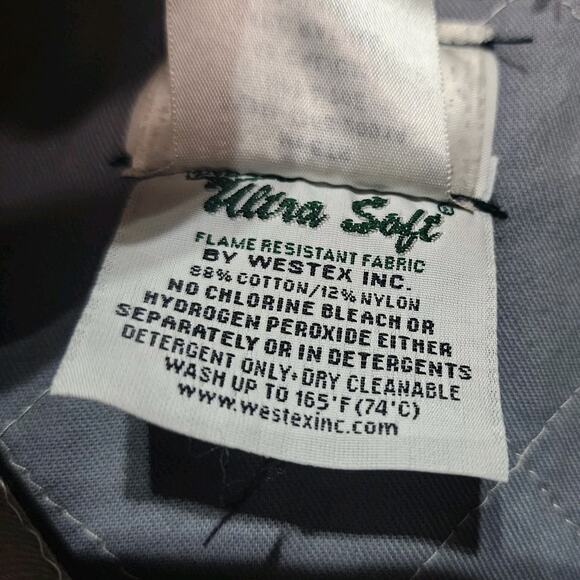 Ultra Soft®
FLAME RESISTANT FABRIC
BY WESTEX INC.
88% COTTON/12% NYLON
NO CHLORINE BLEACH OR
HYDROGEN PEROXIDE EITHER
SEPARATELY OR IN DETERGENTS
DETERGENT ONLY•DRY CLEANABLE
WASH UP TO 165°F (74°C)
www.westexinc.com